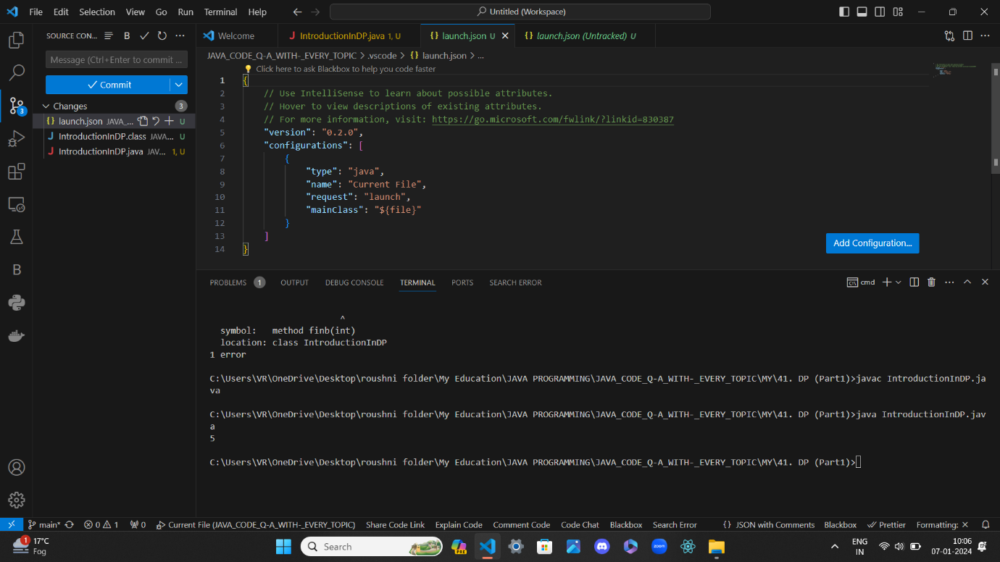 File Edit Selection View Go Run Terminal Help
Untitled (Workspace)
SOURCE CON...
B
Message (Ctrl+Enter to commit ...
Commit
Changes 3
{} launch.json JAVA_... U
J IntroductionInDP.class JAVA... U
J IntroductionInDP.java JAV... 1, U
3
B
Welcome
J IntroductionInDP.java 1, U
{} launch.json U
{} launch.json (Untracked) U
JAVA_CODE_Q-A_WITH-_EVERY_TOPIC > .vscode > {} launch.json > ...
Click here to ask Blackbox to help you code faster
1 {
2 // Use IntelliSense to learn about possible attributes.
3 // Hover to view descriptions of existing attributes.
4 // For more information, visit: https://go.microsoft.com/fwlink/?linkid=830387
5 "version": "0.2.0",
6 "configurations": [
7 {
8 "type": "java",
9 "name": "Current File",
10 "request": "launch",
11 "mainClass": "${file}"
12 }
13 ]
14 }
Add Configuration...
PROBLEMS 1 OUTPUT DEBUG CONSOLE TERMINAL PORTS SEARCH ERROR
cmd
^
symbol: method finb(int)
location: class IntroductionInDP
1 error
C:\Users\VR\OneDrive\Desktop\roushni folder\My Education\JAVA PROGRAMMING\JAVA_CODE_Q-A_WITH-_EVERY_TOPIC\MY\41. DP (Part1)>javac IntroductionInDP.ja
va
C:\Users\VR\OneDrive\Desktop\roushni folder\My Education\JAVA PROGRAMMING\JAVA_CODE_Q-A_WITH-_EVERY_TOPIC\MY\41. DP (Part1)>java IntroductionInDP.jav
a
5
C:\Users\VR\OneDrive\Desktop\roushni folder\My Education\JAVA PROGRAMMING\JAVA_CODE_Q-A_WITH-_EVERY_TOPIC\MY\41. DP (Part1)>
main* 0 1 0 Current File (JAVA_CODE_Q-A_WITH-_EVERY_TOPIC) Share Code Link Explain Code Comment Code Code Chat Blackbox Search Error {} JSON with Comments Blackbox Prettier Formatting: ×
1
17°C
Fog
Search
PRE
zoom
ENG
IN
10:06
07-01-2024